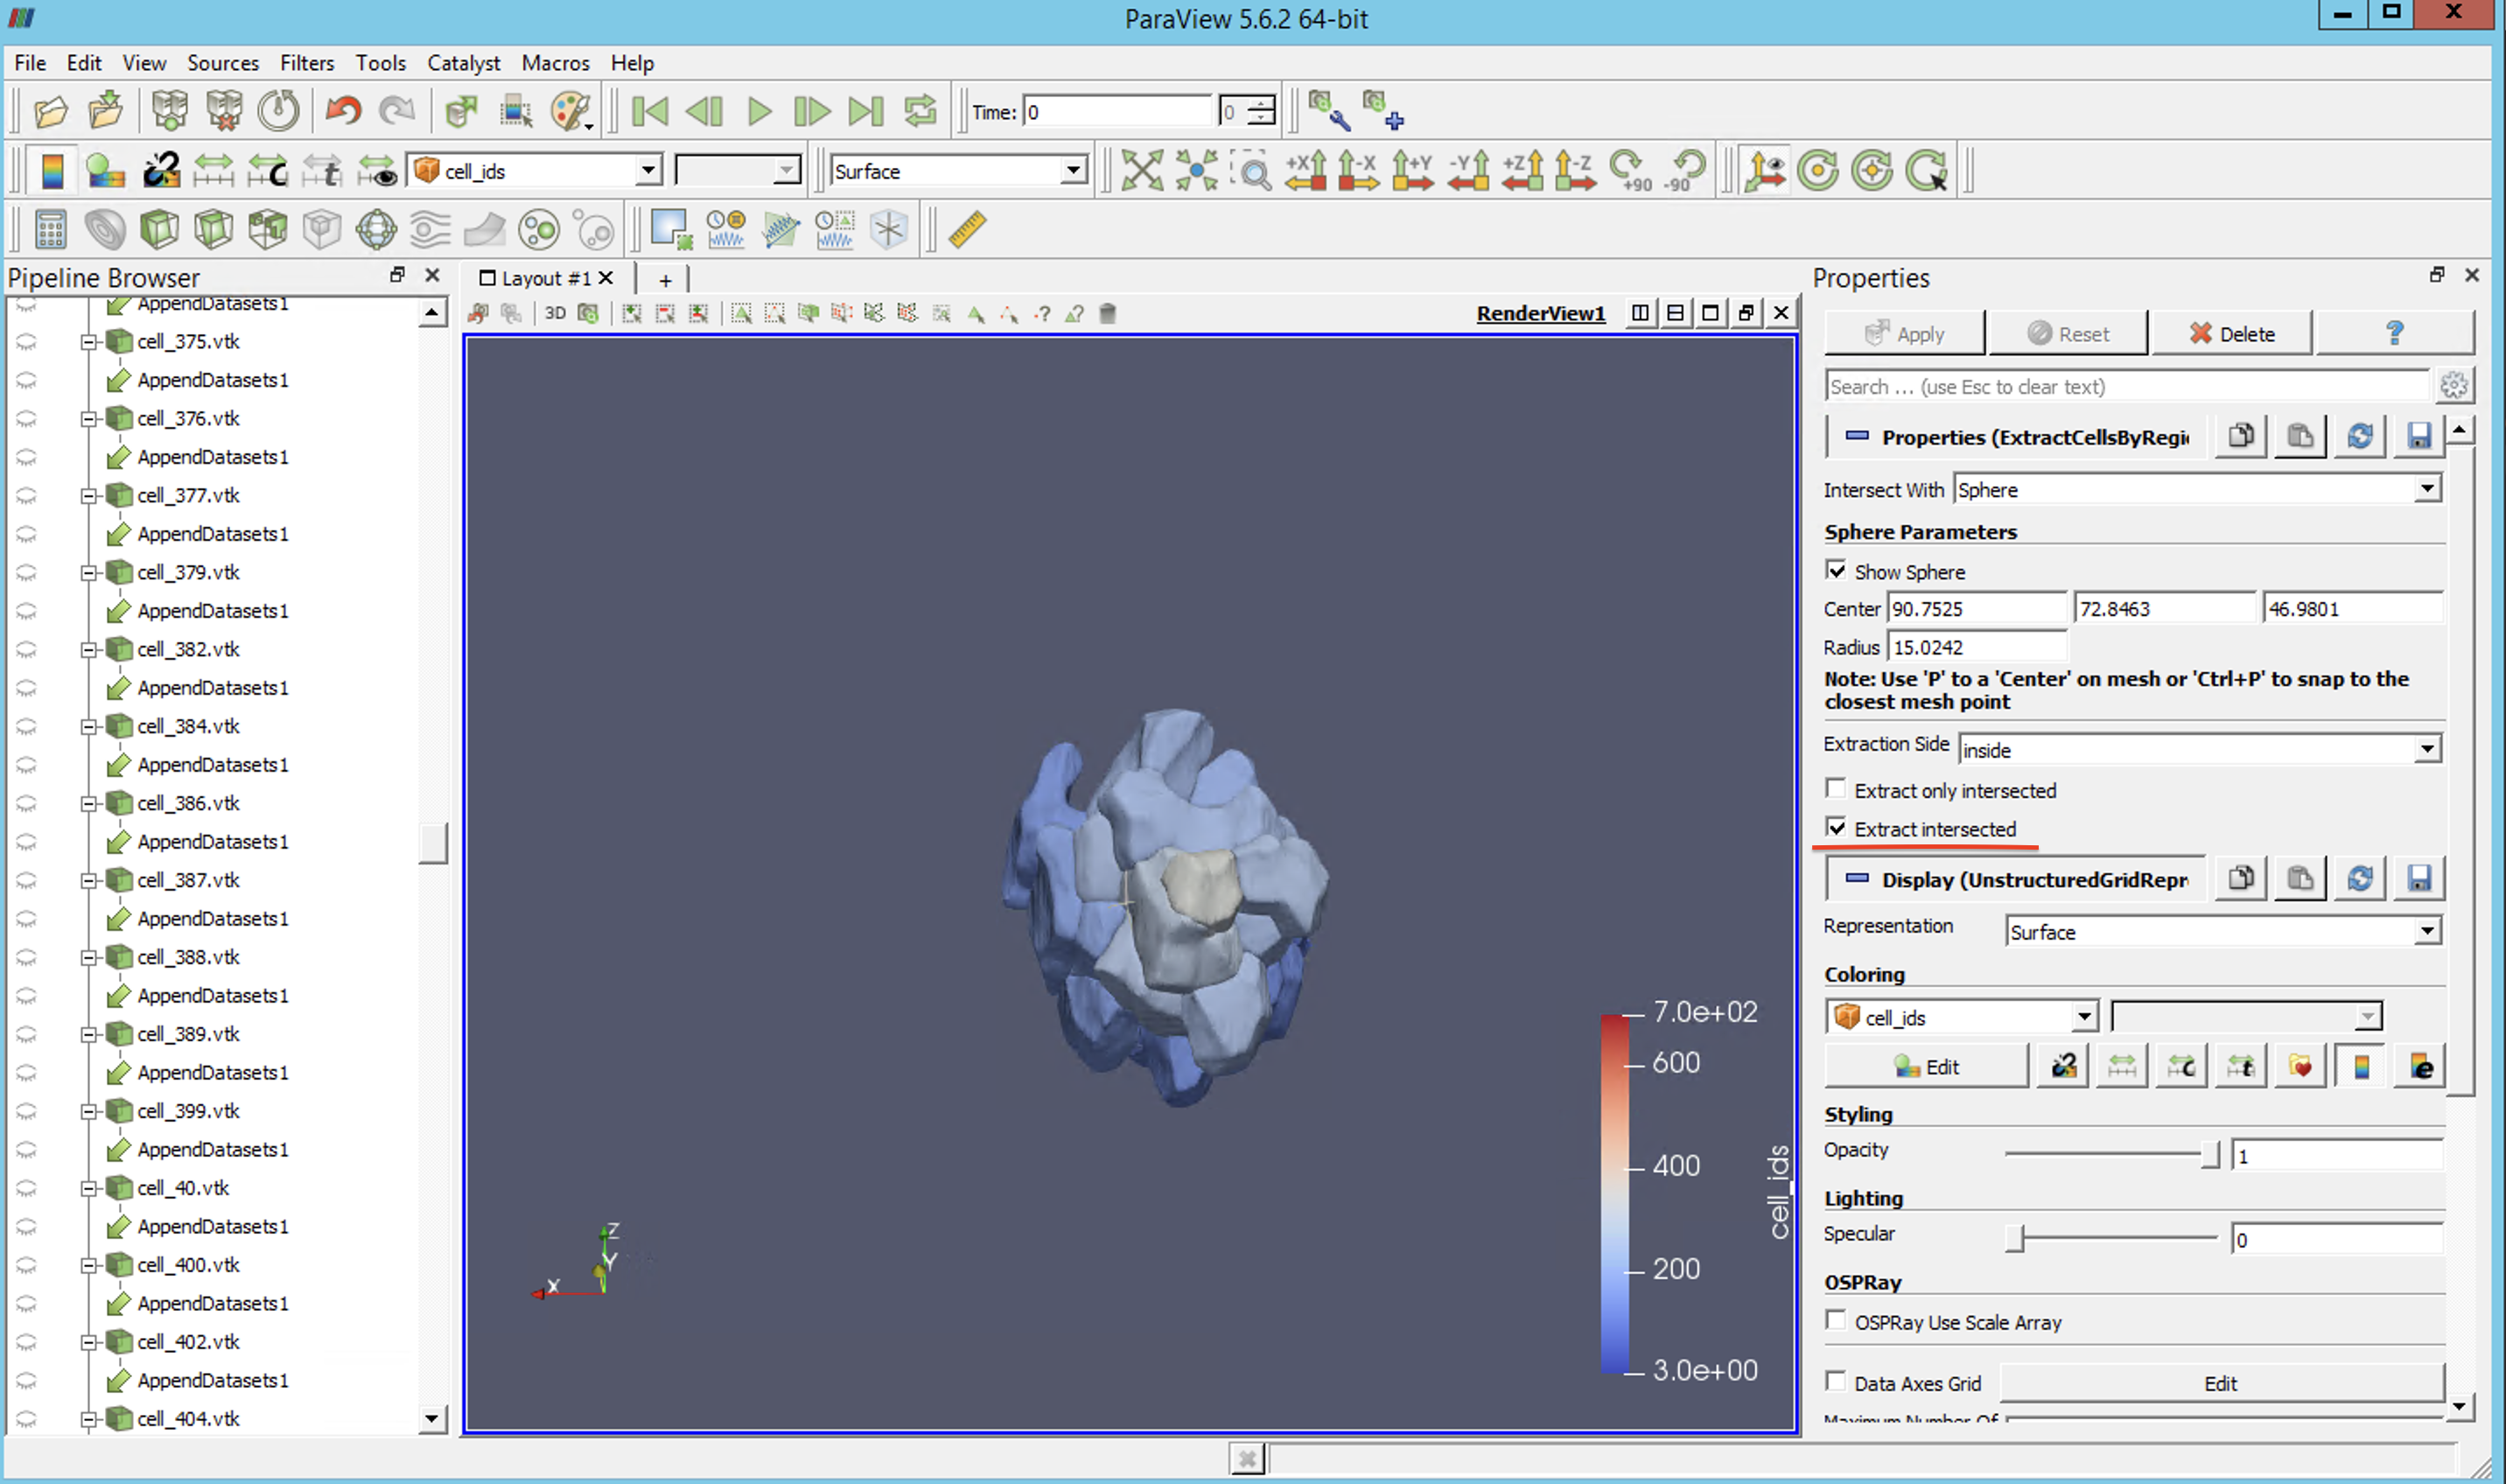 ParaView 5.6.2 64-bit
File Edit View Sources Filters Tools Catalyst Macros Help
Time: 0 0
cell_ids Surface +X -X +Y -Y +Z -Z +90 -90
Pipeline Browser
AppendDatasets1
cell_375.vtk
AppendDatasets1
cell_376.vtk
AppendDatasets1
cell_377.vtk
AppendDatasets1
cell_379.vtk
AppendDatasets1
cell_382.vtk
AppendDatasets1
cell_384.vtk
AppendDatasets1
cell_386.vtk
AppendDatasets1
cell_387.vtk
AppendDatasets1
cell_388.vtk
AppendDatasets1
cell_389.vtk
AppendDatasets1
cell_399.vtk
AppendDatasets1
cell_40.vtk
AppendDatasets1
cell_400.vtk
AppendDatasets1
cell_402.vtk
AppendDatasets1
cell_404.vtk
Layout #1 +
3D RenderView1
7.0e+02
600
400
200
3.0e+00
cell_ids
Z
Y
X
Properties
Apply Reset Delete ?
Search ... (use Esc to clear text)
Properties (ExtractCellsByRegi
Intersect With Sphere
Sphere Parameters
Show Sphere
Center 90.7525 72.8463 46.9801
Radius 15.0242
Note: Use 'P' to a 'Center' on mesh or 'Ctrl+P' to snap to the
closest mesh point
Extraction Side inside
Extract only intersected
Extract intersected
Display (UnstructuredGridRepr
Representation Surface
Coloring
cell_ids
Edit
Styling
Opacity 1
Lighting
Specular 0
OSPRay
OSPRay Use Scale Array
Data Axes Grid Edit
Maximum Number Of